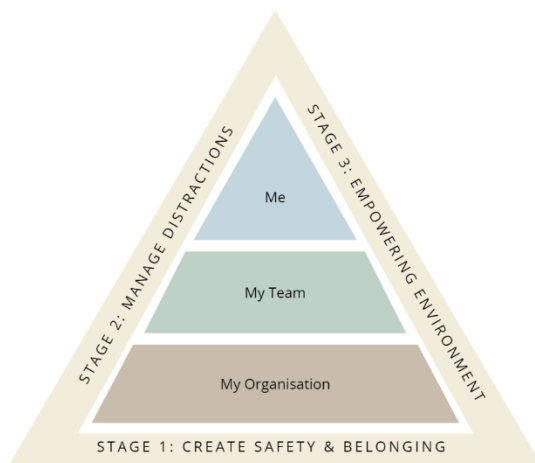 STAGE 2: MANAGE DISTRACTIONS
STAGE 3: EMPOWERING ENVIRONMENT
Me
My Team
My Organisation
STAGE 1: CREATE SAFETY & BELONGING